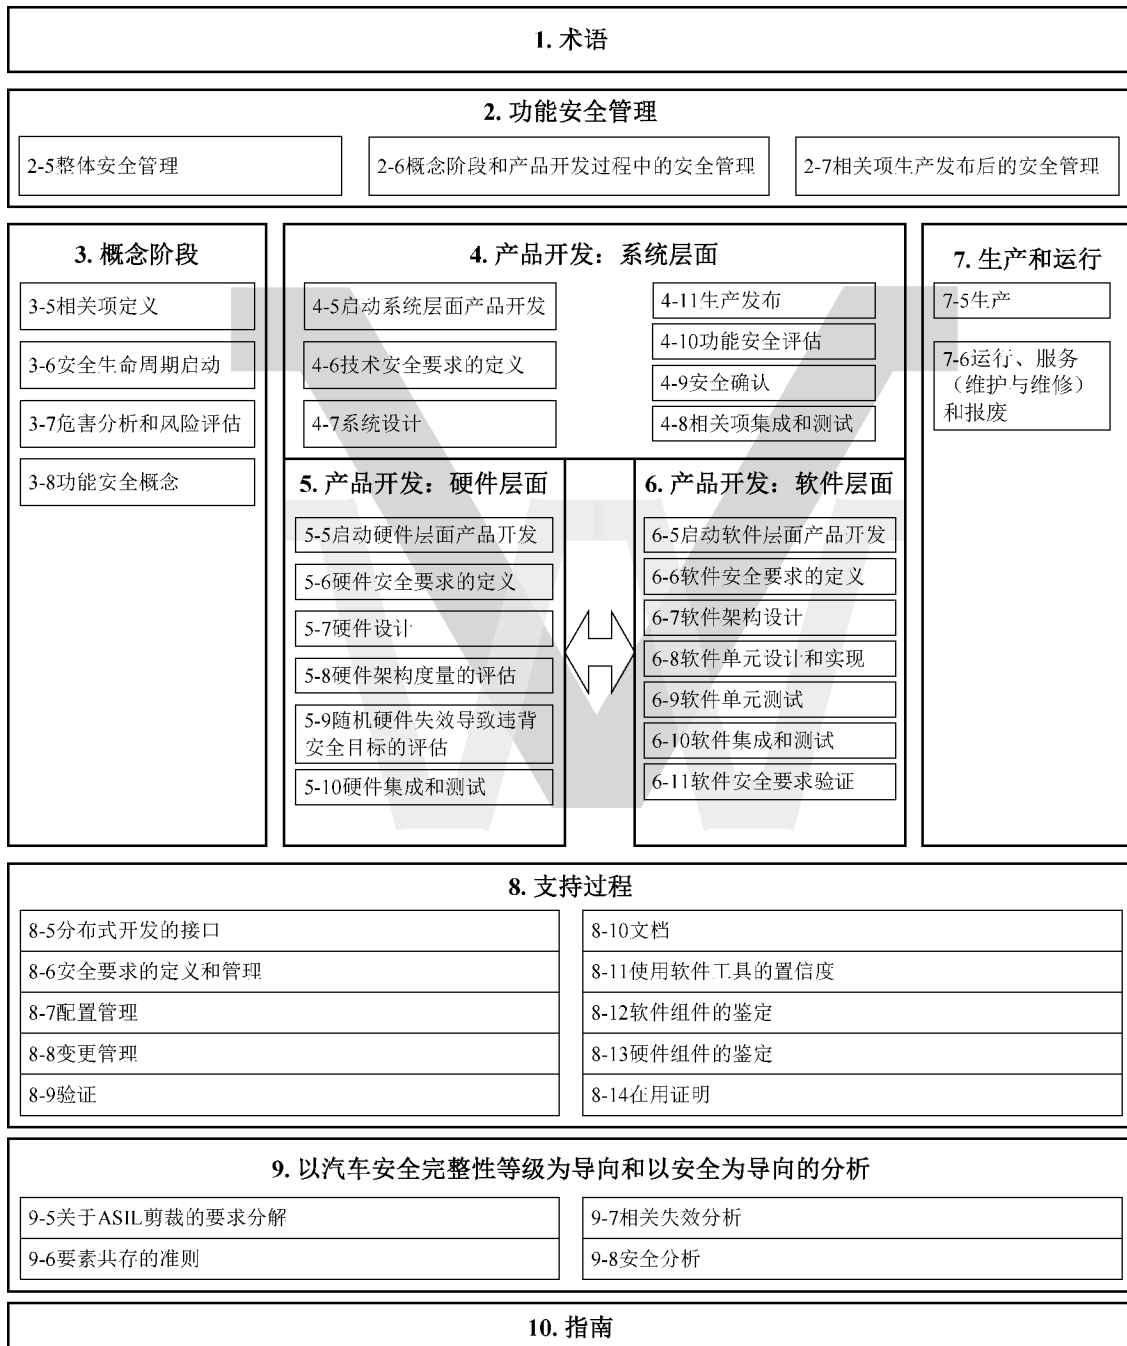 1. 术语
2. 功能安全管理
2-5整体安全管理
2-6概念阶段和产品开发过程中的安全管理
2-7相关项生产发布后的安全管理
3. 概念阶段
3-5相关项定义
3-6安全生命周期启动
3-7危害分析和风险评估
3-8功能安全概念
4. 产品开发：系统层面
4-5启动系统层面产品开发
4-6技术安全要求的定义
4-7系统设计
4-11生产发布
4-10功能安全评估
4-9安全确认
4-8相关项集成和测试
5. 产品开发：硬件层面
5-5启动硬件层面产品开发
5-6硬件安全要求的定义
5-7硬件设计
5-8硬件架构度量的评估
5-9随机硬件失效导致违背
安全目标的评估
5-10硬件集成和测试
6. 产品开发：软件层面
6-5启动软件层面产品开发
6-6软件安全要求的定义
6-7软件架构设计
6-8软件单元设计和实现
6-9软件单元测试
6-10软件集成和测试
6-11软件安全要求验证
7. 生产和运行
7-5生产
7-6运行、服务
（维护与维修）
和报废
8. 支持过程
8-5分布式开发的接口
8-6安全要求的定义和管理
8-7配置管理
8-8变更管理
8-9验证
8-10文档
8-11使用软件工具的置信度
8-12软件组件的鉴定
8-13硬件组件的鉴定
8-14在用证明
9. 以汽车安全完整性等级为导向和以安全为导向的分析
9-5关于ASIL剪裁的要求分解
9-6要素共存的准则
9-7相关失效分析
9-8安全分析
10. 指南